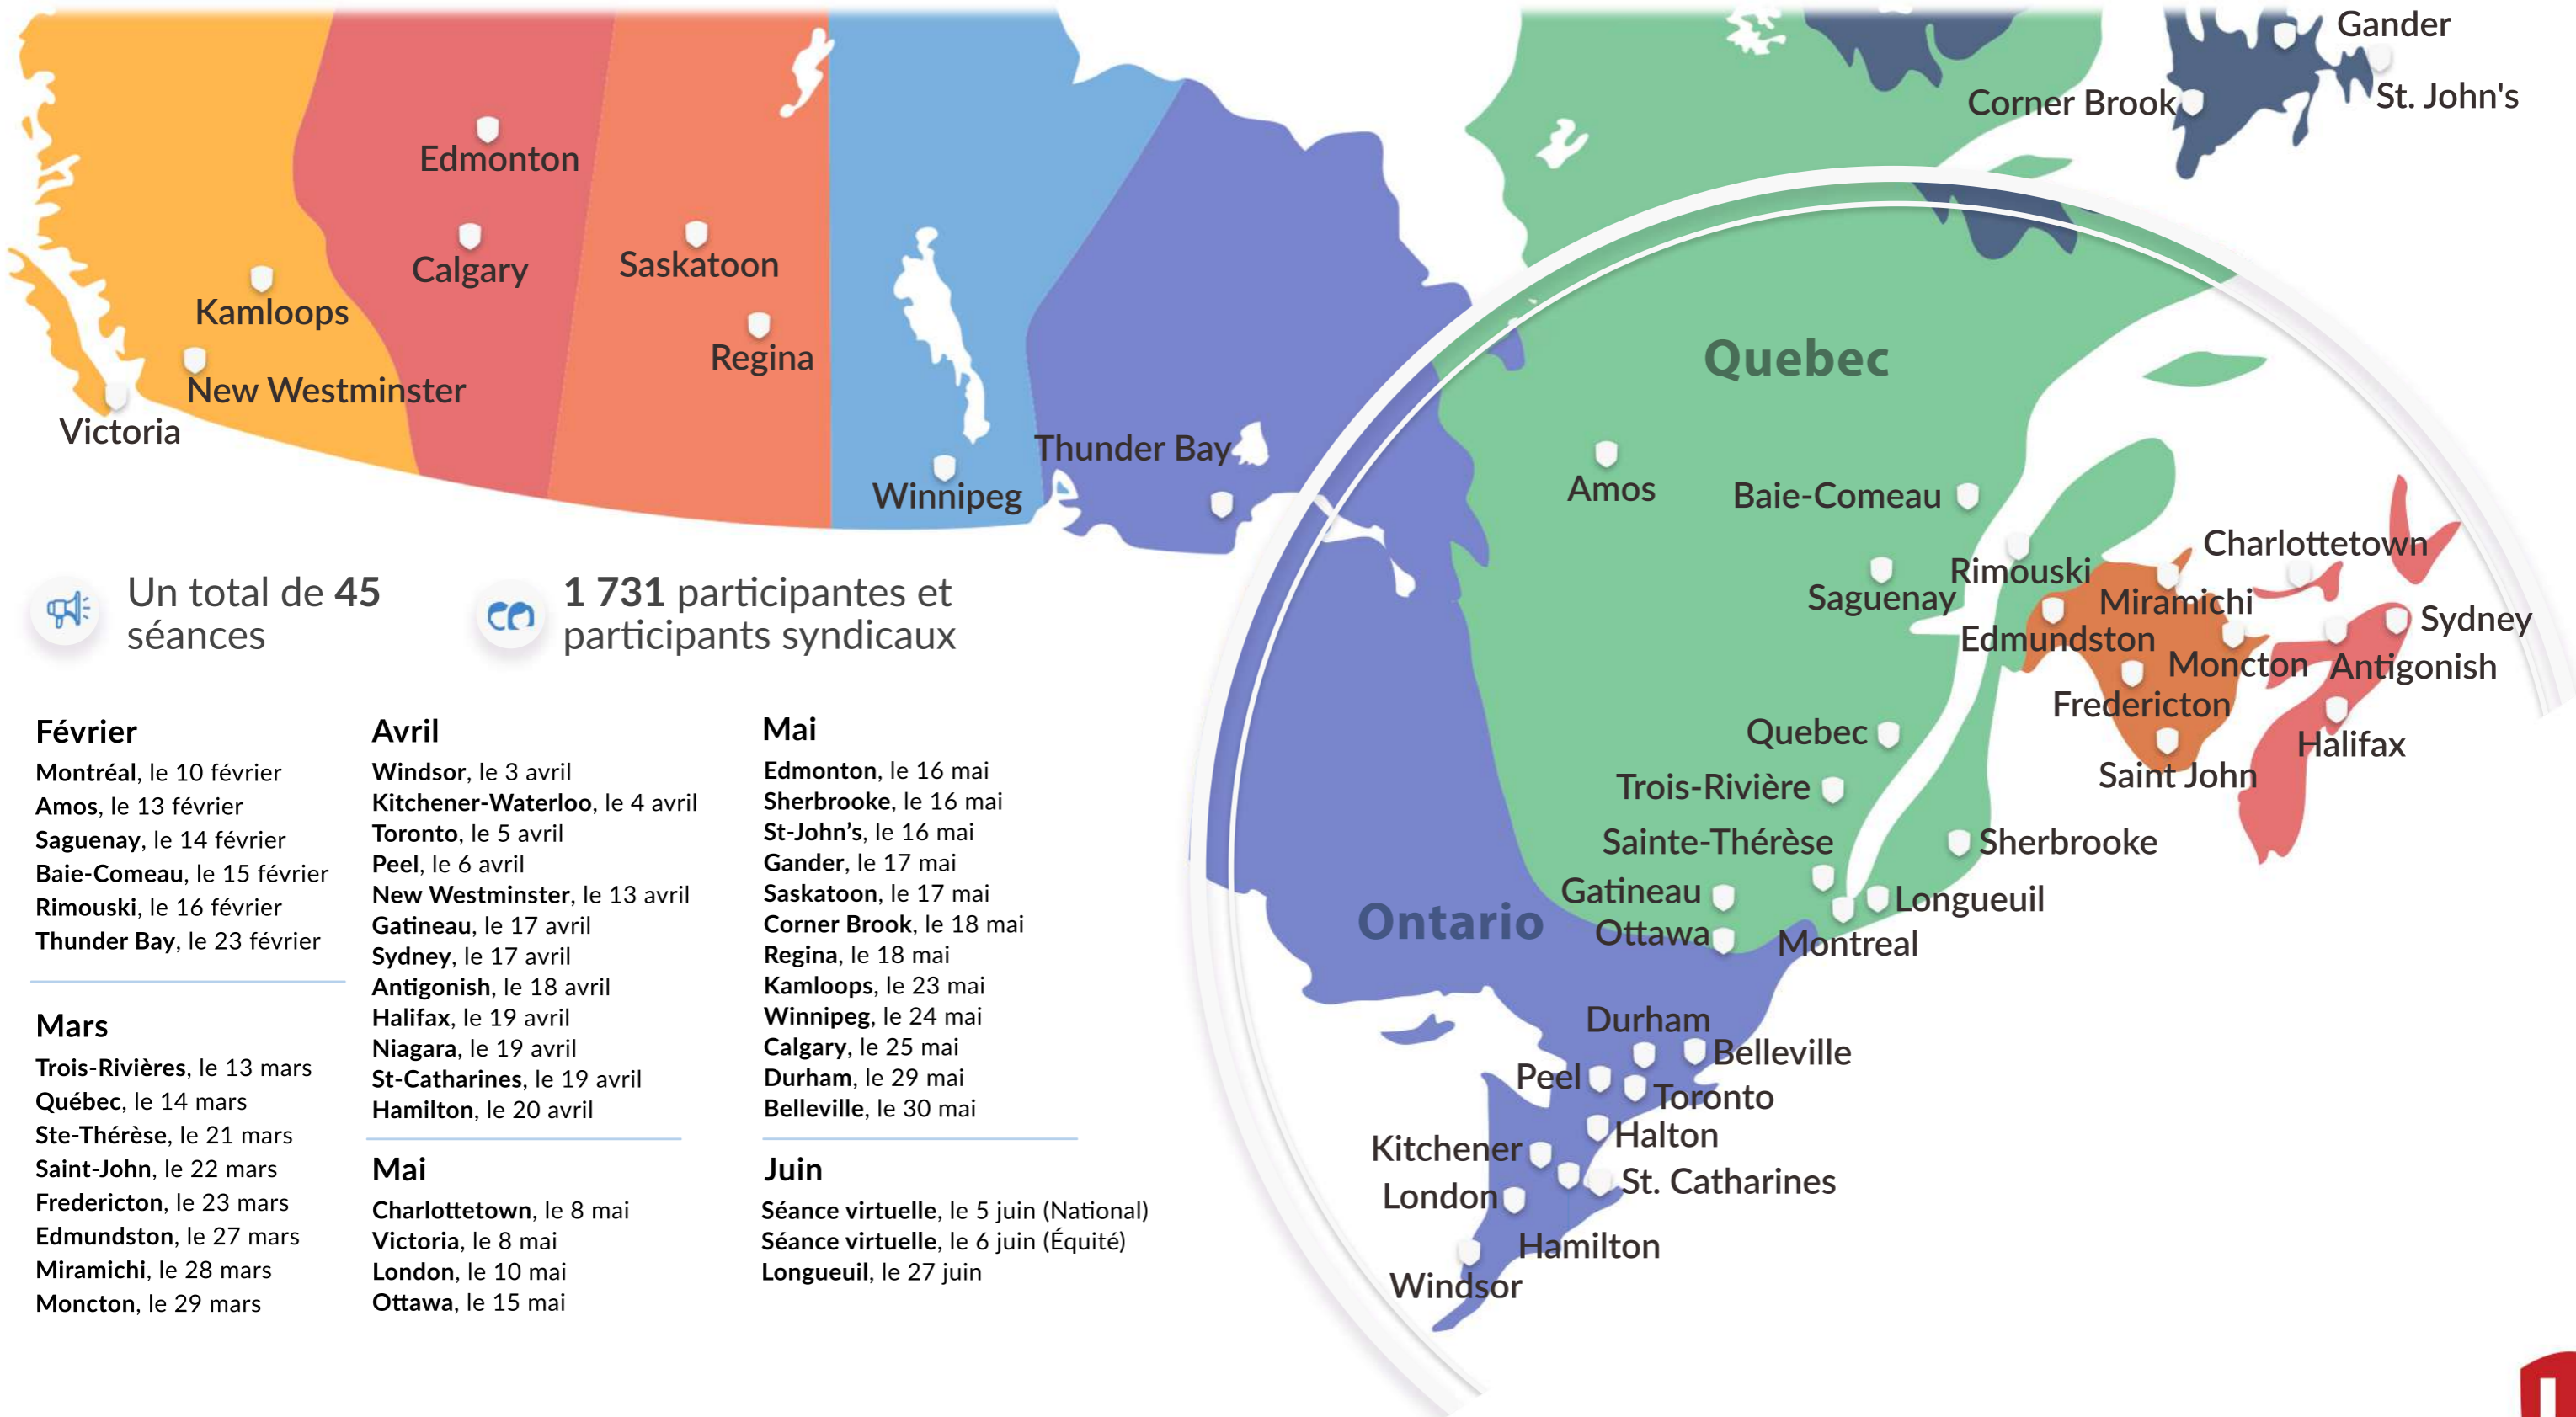 Gander
St. John's
Corner Brook
Edmonton
Calgary
Saskatoon
Kamloops
Regina
New Westminster
Victoria
Thunder Bay
Winnipeg
Quebec
Amos
Baie-Comeau
Charlottetown
Rimouski
Saguenay
Miramichi
Sydney
Edmundston
Moncton
Antigonish
Fredericton
Quebec
Halifax
Saint John
Trois-Rivière
Sainte-Thérèse
Sherbrooke
Gatineau
Longueuil
Ontario
Ottawa
Montreal
Durham
Belleville
Peel
Toronto
Halton
Kitchener
St. Catharines
London
Hamilton
Windsor
Un total de 45
séances
1 731 participantes et
participants syndicaux
Février
Montréal, le 10 février
Amos, le 13 février
Saguenay, le 14 février
Baie-Comeau, le 15 février
Rimouski, le 16 février
Thunder Bay, le 23 février
Mars
Trois-Rivières, le 13 mars
Québec, le 14 mars
Ste-Thérèse, le 21 mars
Saint-John, le 22 mars
Fredericton, le 23 mars
Edmundston, le 27 mars
Miramichi, le 28 mars
Moncton, le 29 mars
Avril
Windsor, le 3 avril
Kitchener-Waterloo, le 4 avril
Toronto, le 5 avril
Peel, le 6 avril
New Westminster, le 13 avril
Gatineau, le 17 avril
Sydney, le 17 avril
Antigonish, le 18 avril
Halifax, le 19 avril
Niagara, le 19 avril
St-Catharines, le 19 avril
Hamilton, le 20 avril
Mai
Charlottetown, le 8 mai
Victoria, le 8 mai
London, le 10 mai
Ottawa, le 15 mai
Mai
Edmonton, le 16 mai
Sherbrooke, le 16 mai
St-John’s, le 16 mai
Gander, le 17 mai
Saskatoon, le 17 mai
Corner Brook, le 18 mai
Regina, le 18 mai
Kamloops, le 23 mai
Winnipeg, le 24 mai
Calgary, le 25 mai
Durham, le 29 mai
Belleville, le 30 mai
Juin
Séance virtuelle, le 5 juin (National)
Séance virtuelle, le 6 juin (Équité)
Longueuil, le 27 juin